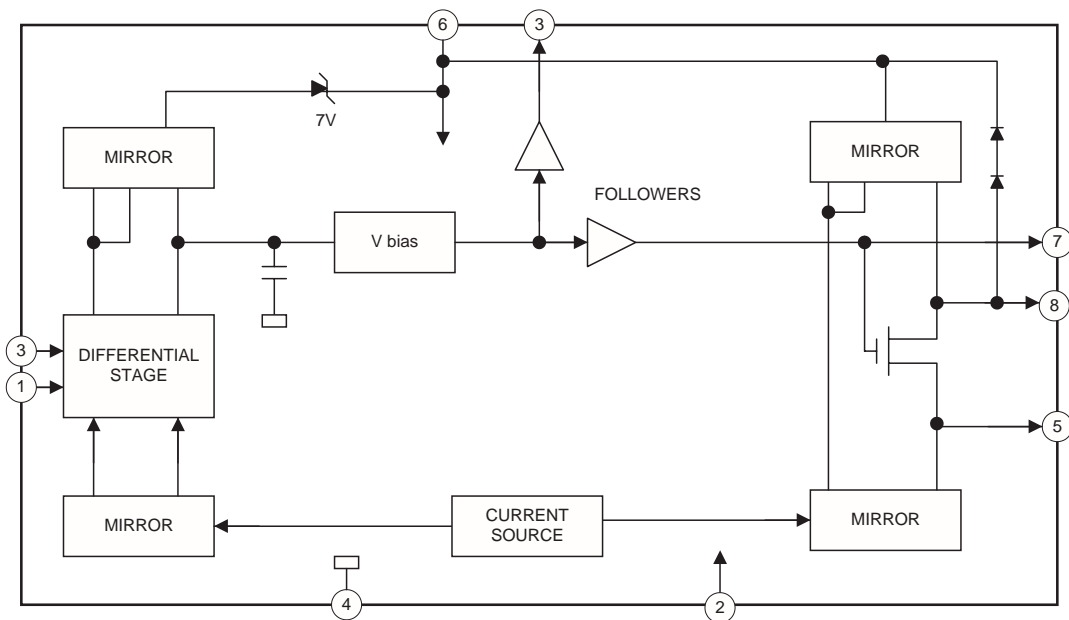 6
3
7V
MIRROR
MIRROR
FOLLOWERS
V bias
7
8
3
DIFFERENTIAL
STAGE
1
5
MIRROR
CURRENT
SOURCE
MIRROR
4
2